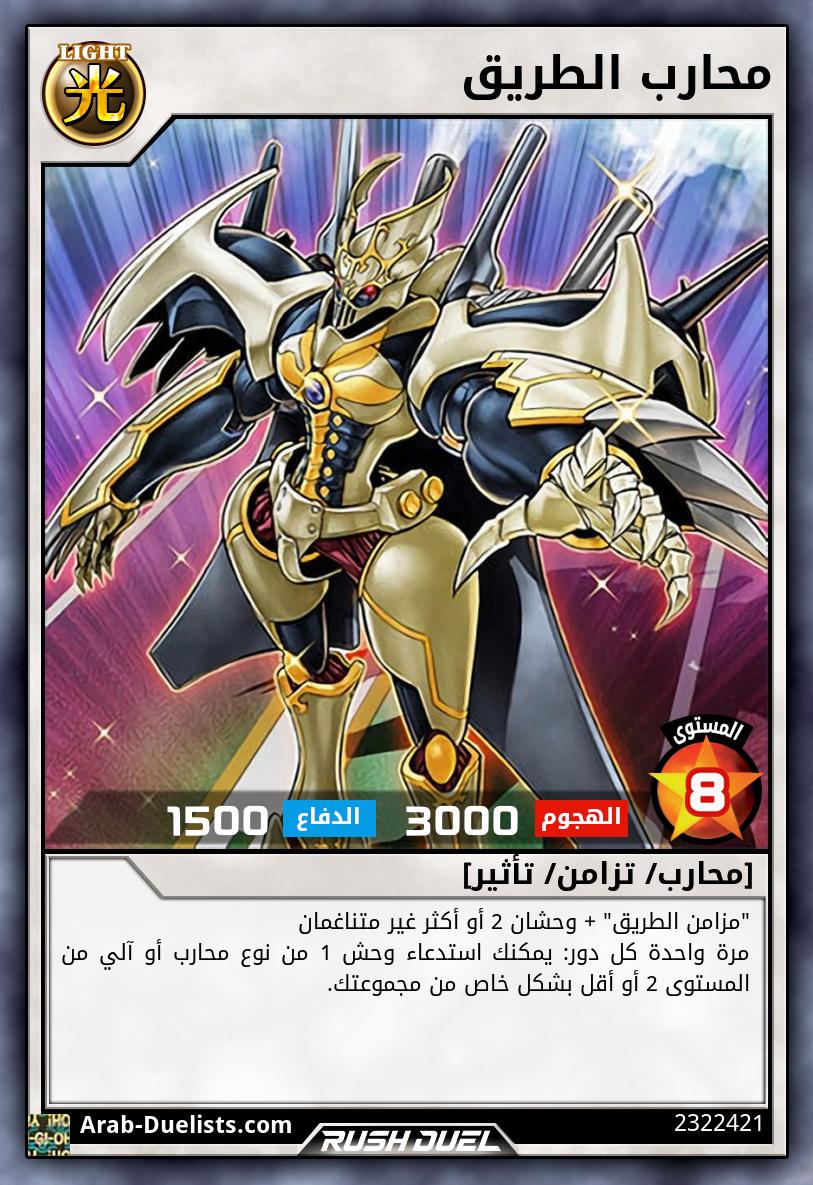 LIGHT
光
محارب الطريق
المستوى
8
الهجوم 3000 الدفاع 1500
[محارب/ تزامن/ تأثير]
"مزامن الطريق" + وحشان 2 أو أكثر غير متناغمان
مرة واحدة كل دور: يمكنك استدعاء وحش 1 من نوع محارب أو آلي من
المستوى 2 أو أقل بشكل خاص من مجموعتك.
Arab-Duelists.com
RUSH DUEL
2322421